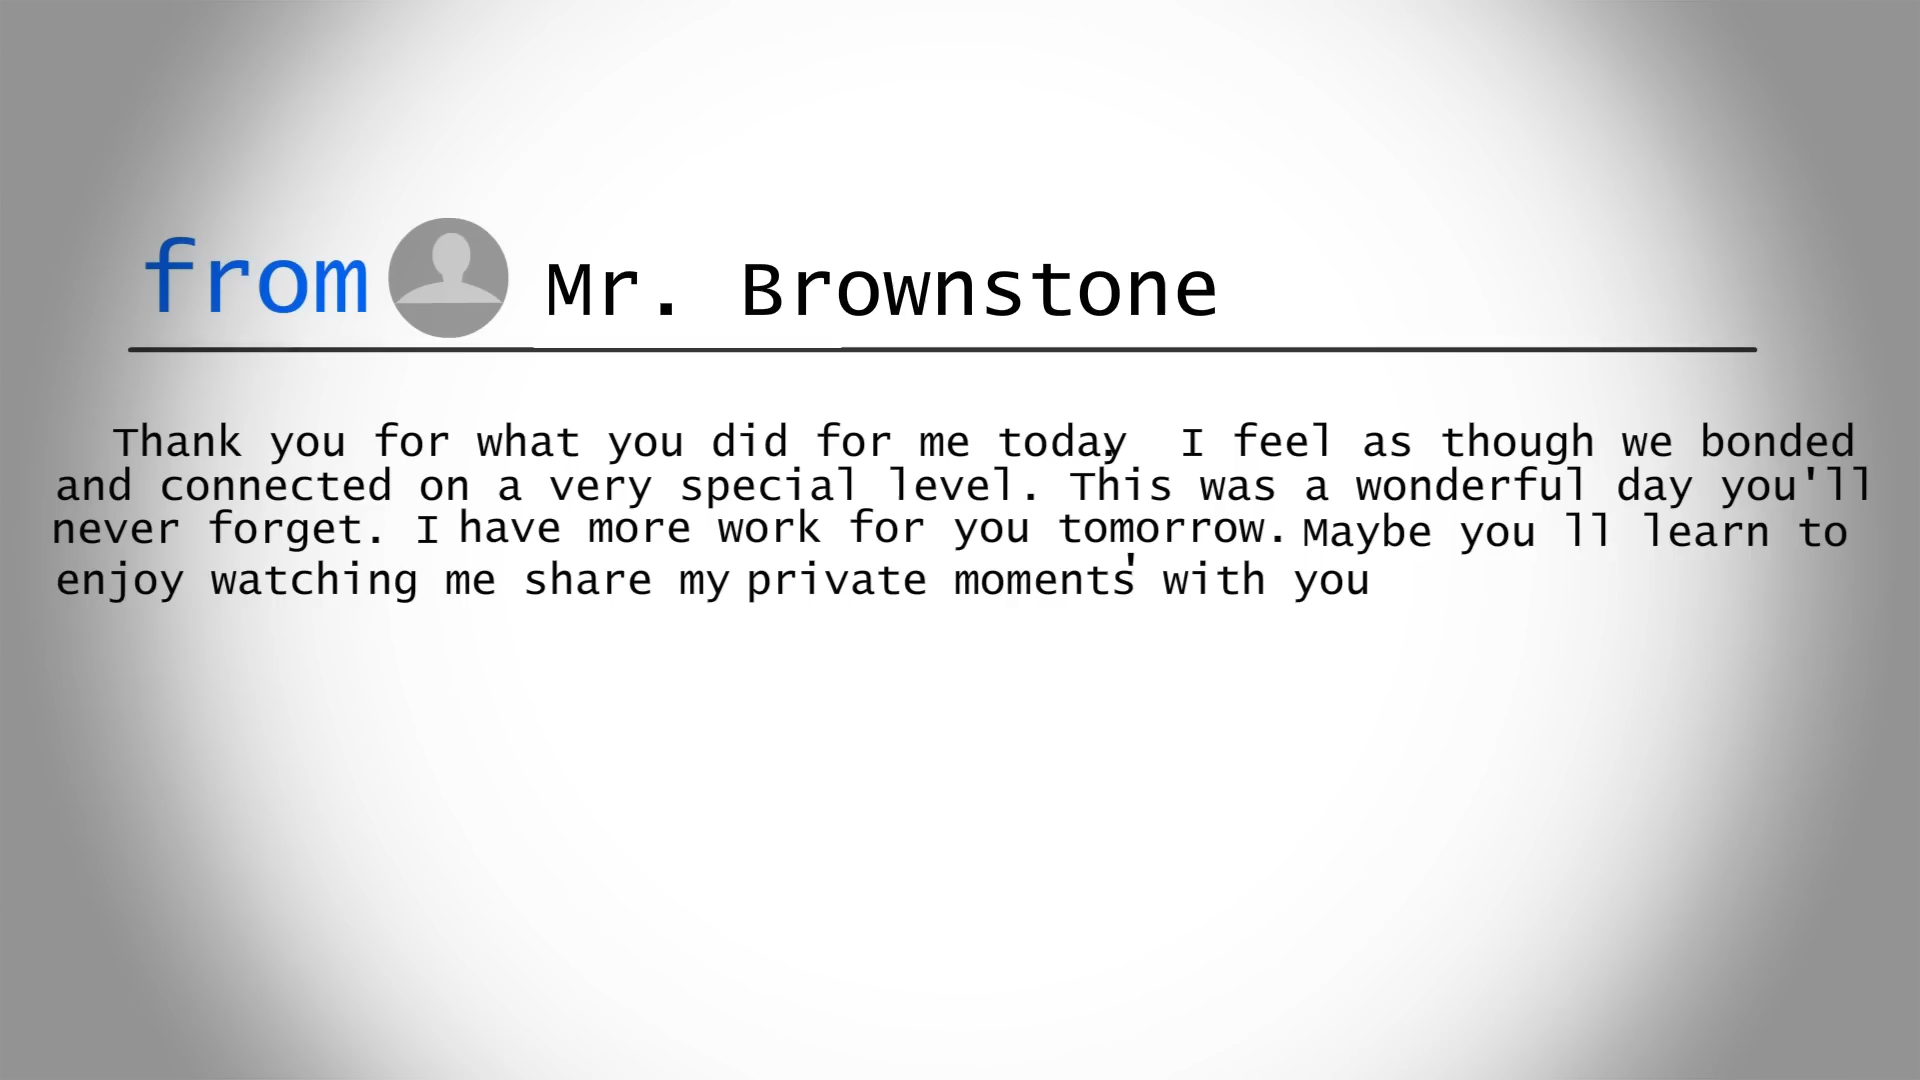 from Mr. Brownstone
Thank you for what you did for me today. I feel as though we bonded
and connected on a very special level. This was a wonderful day you'll
never forget. I have more work for you tomorrow. Maybe you ll learn to
enjoy watching me share my private moments' with you